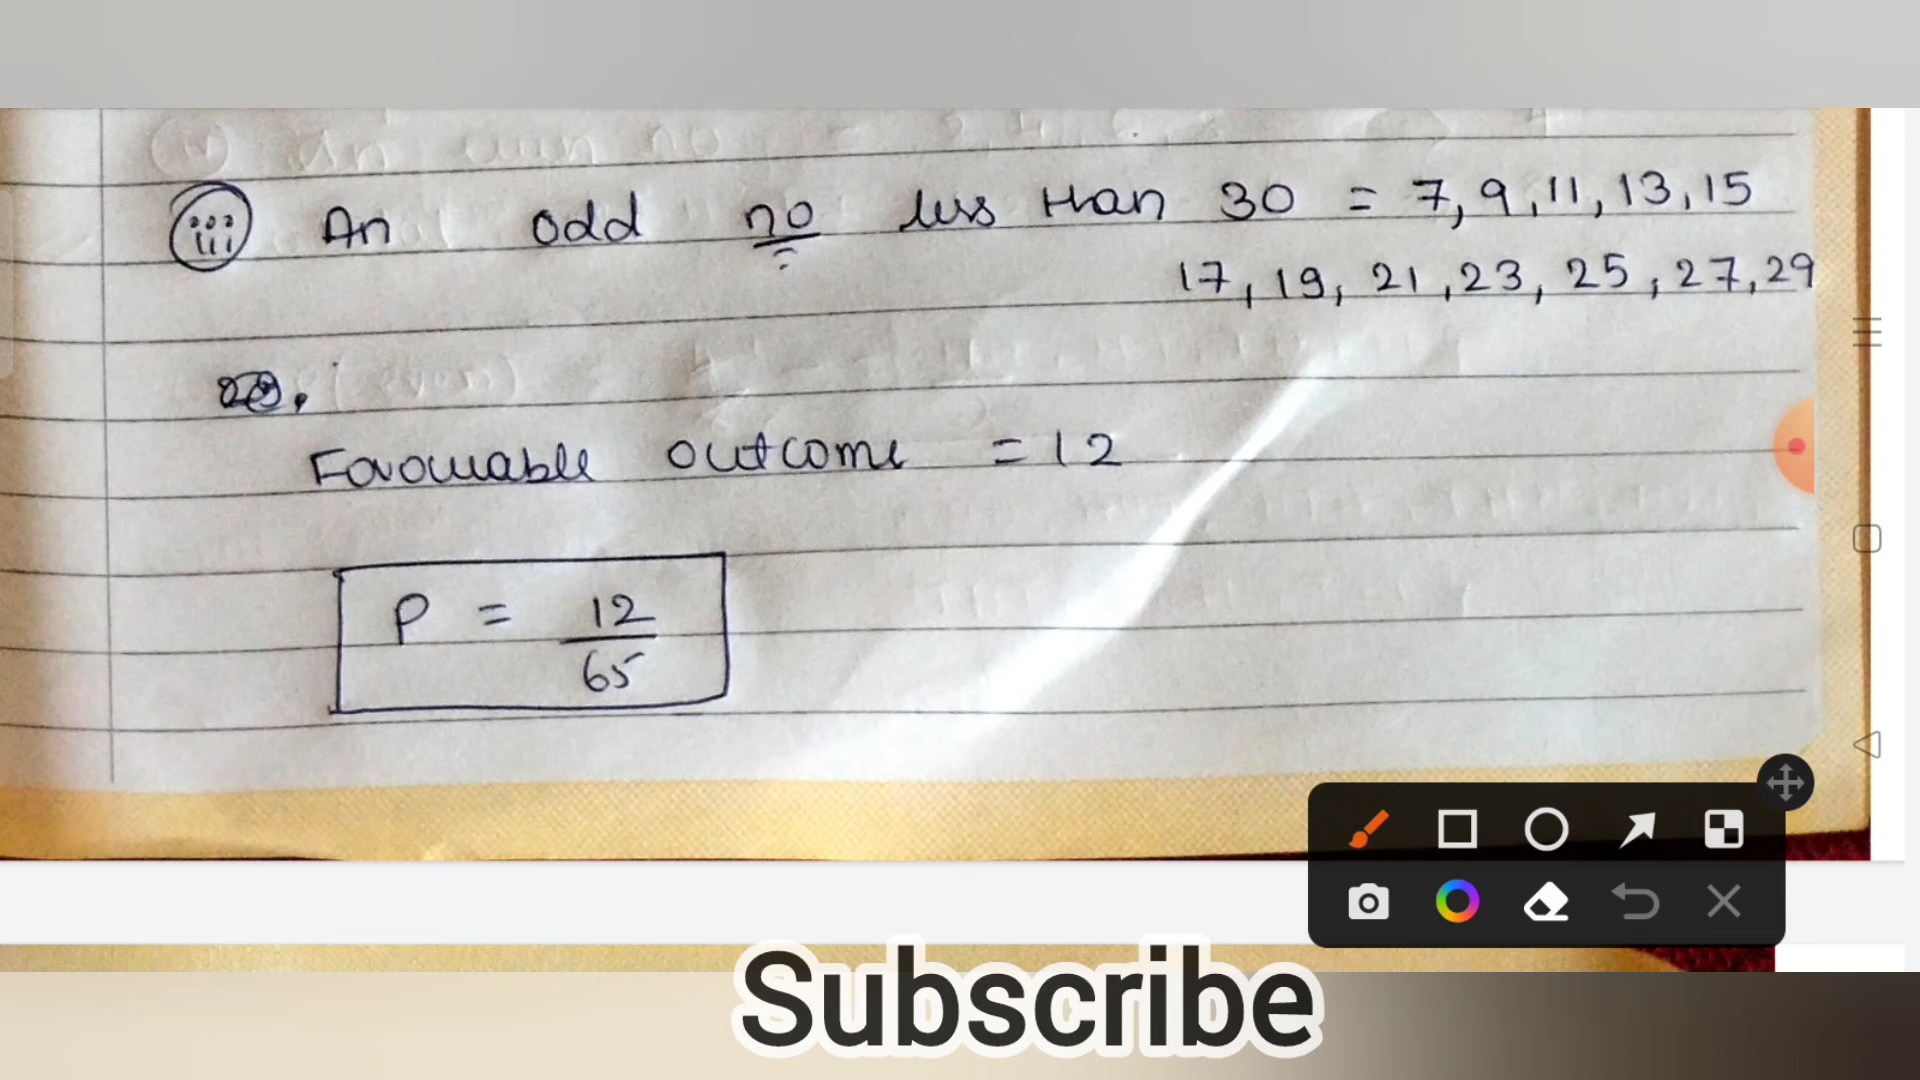 (iii) An odd no less than 30 = 7, 9, 11, 13, 15
17, 19, 21, 23, 25, 27, 29
Favourable outcome = 12
P = 12/65
Subscribe